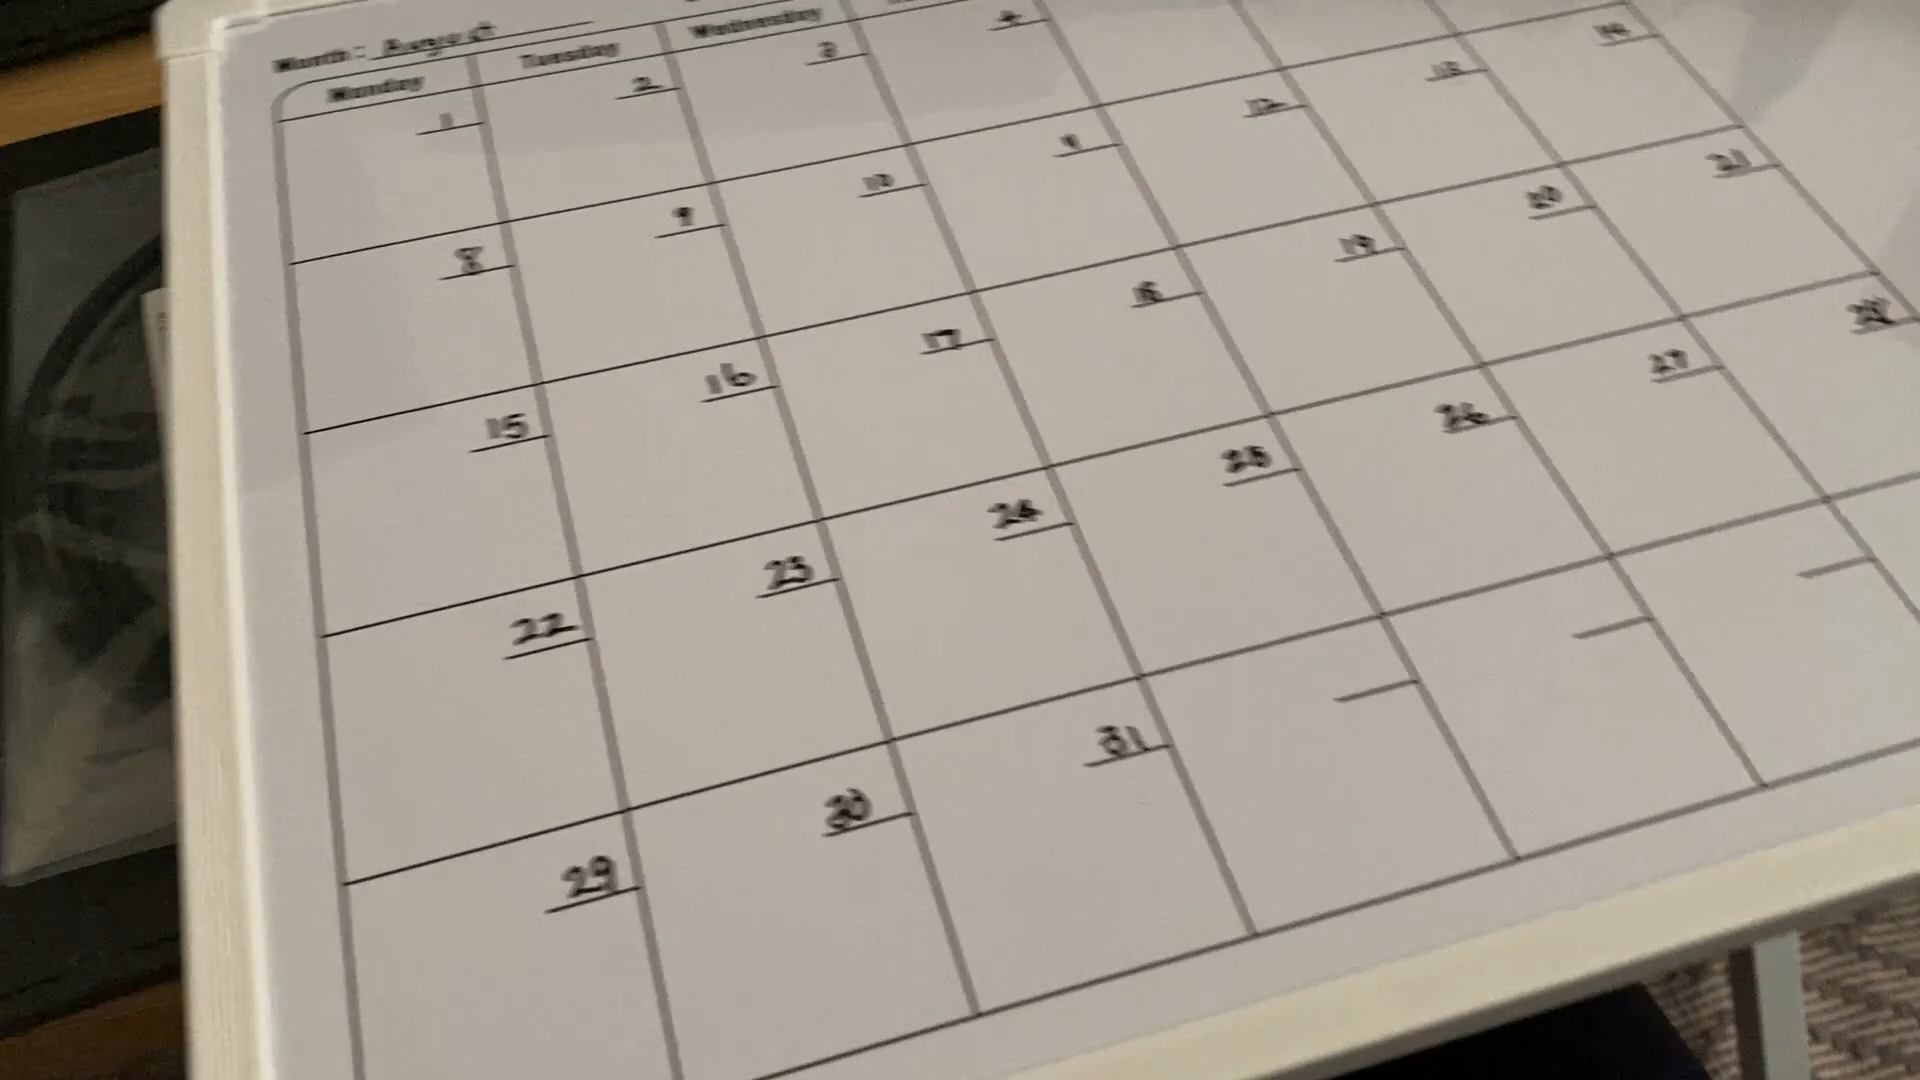 Month: August
Monday Tuesday Wednesday
1 2 3 4
8 9 10 12 13 14
15 16 17 18 19 20 21
22 23 24 25 26 27 28
29 30 31